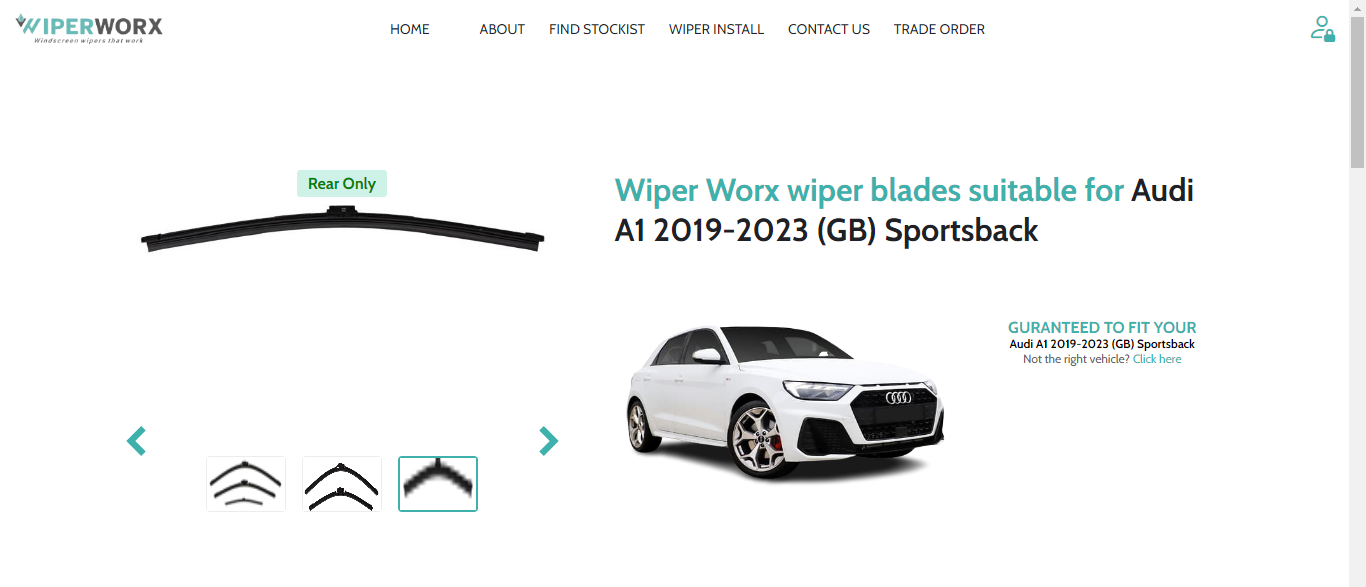 WIPERWORX
Windscreen wipers that work
HOME
ABOUT
FIND STOCKIST
WIPER INSTALL
CONTACT US
TRADE ORDER
Rear Only
Wiper Worx wiper blades suitable for Audi
A1 2019-2023 (GB) Sportsback
GURANTEED TO FIT YOUR
Audi A1 2019-2023 (GB) Sportsback
Not the right vehicle? Click here